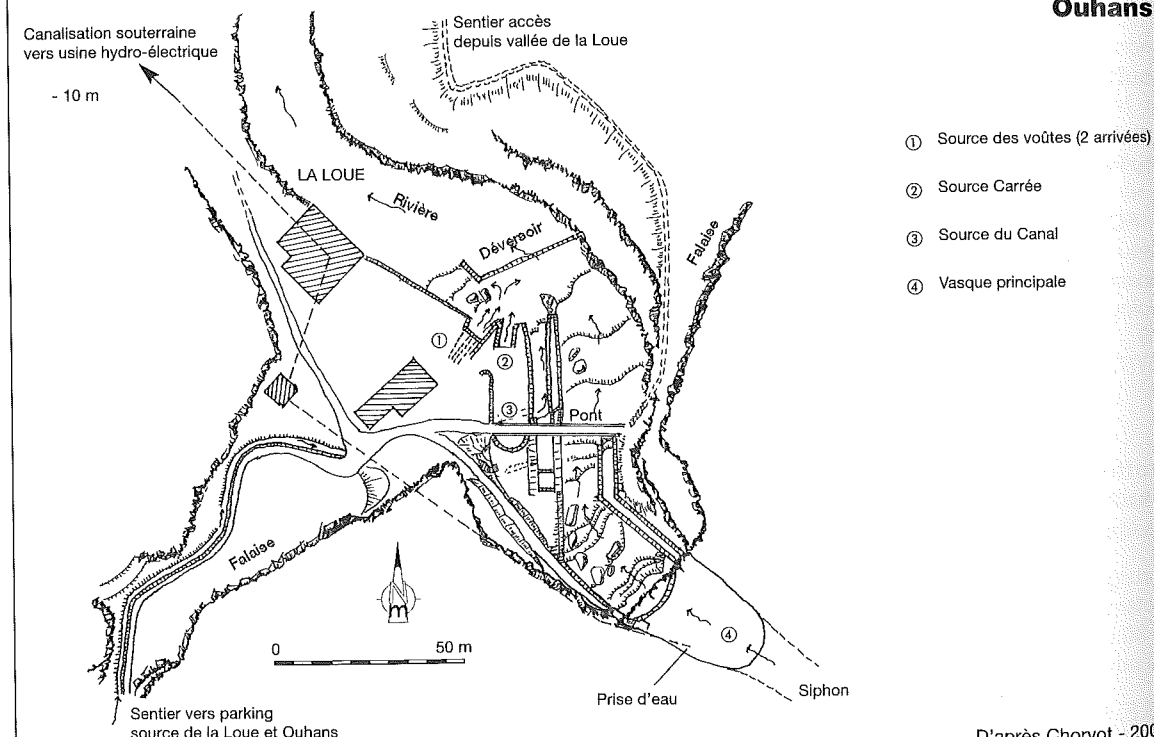 Ouhans
Canalisation souterraine
vers usine hydro-électrique
- 10 m
Sentier accès
depuis vallée de la Loue
① Source des voûtes (2 arrivées)
② Source Carrée
③ Source du Canal
④ Vasque principale
LA LOUE
Rivière
Déversoir
Falaise
①
②
③
Pont
Falaise
N
m
0 50 m
④
Prise d'eau
Siphon
Sentier vers parking
source de la Loue et Ouhans
D'après Chorvot - 200